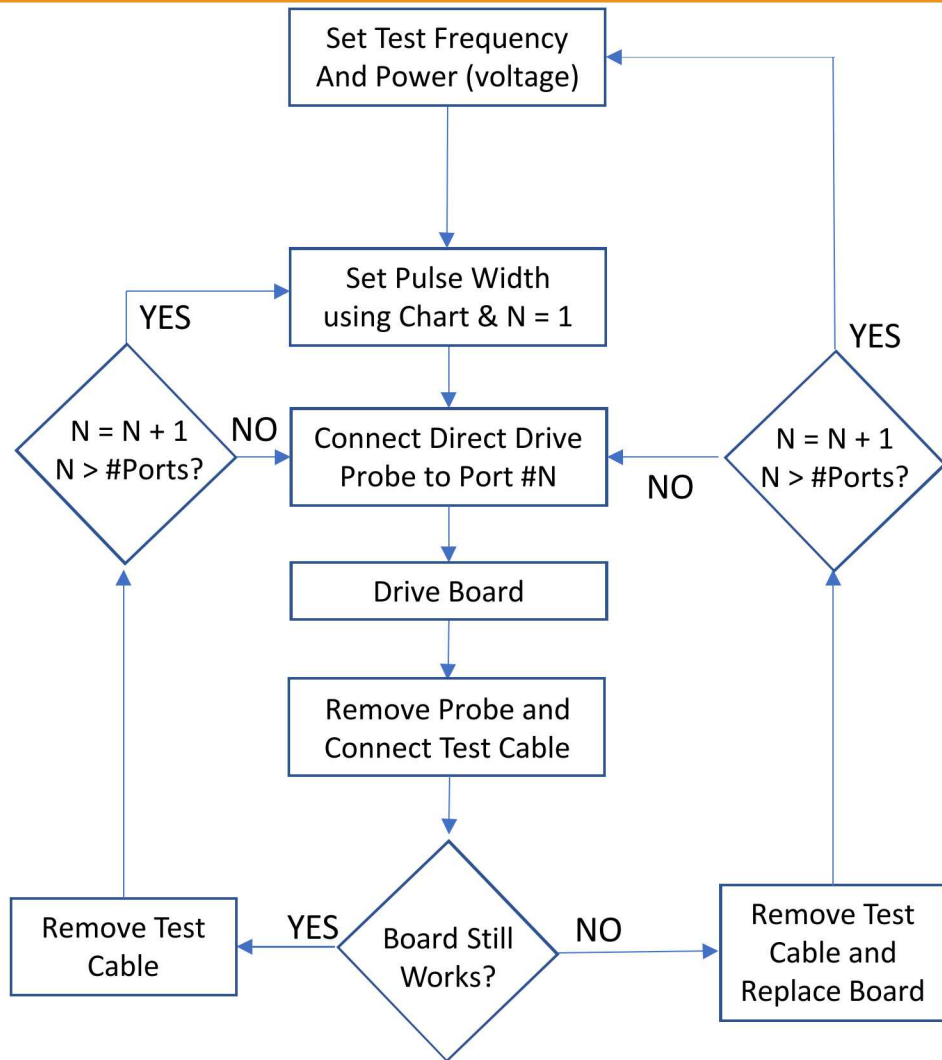 Set Test Frequency
And Power (voltage)
Set Pulse Width
using Chart & N = 1
YES
YES
N = N + 1
N > #Ports?
NO
Connect Direct Drive
Probe to Port #N
NO
N = N + 1
N > #Ports?
Drive Board
Remove Probe and
Connect Test Cable
Remove Test
Cable
YES
Board Still
Works?
NO
Remove Test
Cable and
Replace Board